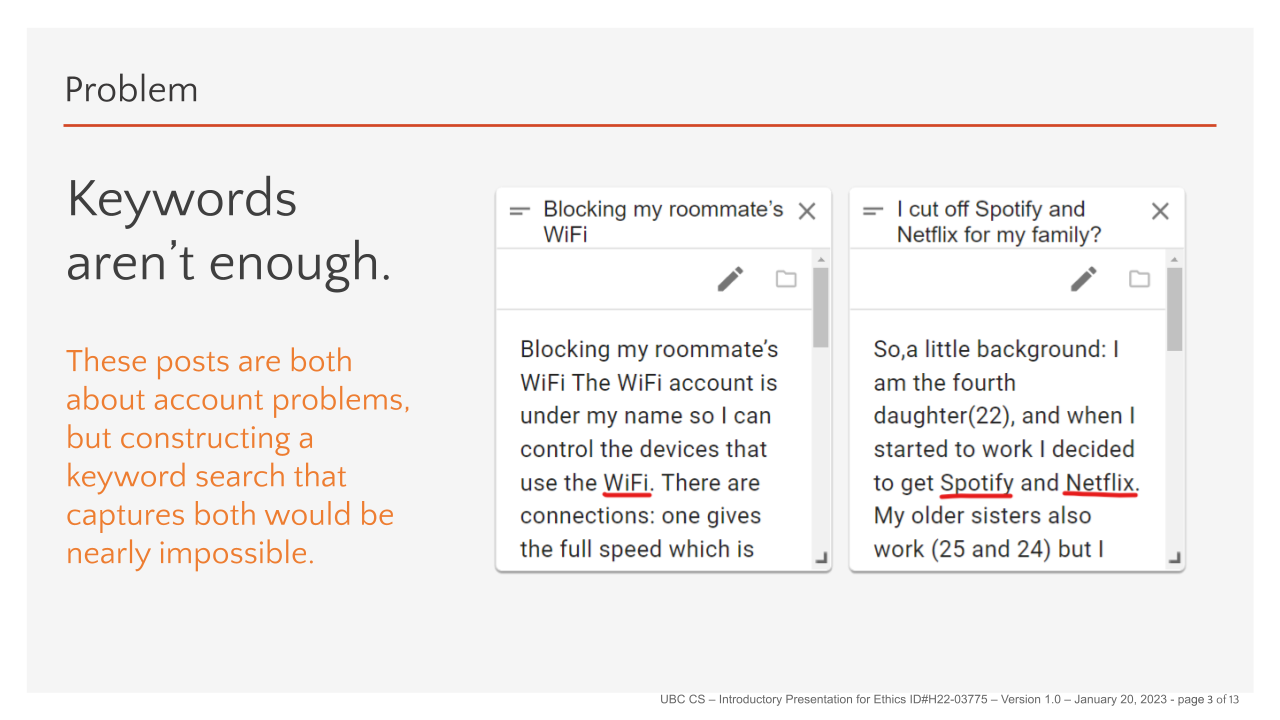 Problem
Keywords
aren’t enough.
These posts are both
about account problems,
but constructing a
keyword search that
captures both would be
nearly impossible.
Blocking my roommate’s
WiFi
Blocking my roommate’s
WiFi The WiFi account is
under my name so I can
control the devices that
use the WiFi. There are
connections: one gives
the full speed which is
I cut off Spotify and
Netflix for my family?
So,a little background: I
am the fourth
daughter(22), and when I
started to work I decided
to get Spotify and Netflix.
My older sisters also
work (25 and 24) but I
UBC CS – Introductory Presentation for Ethics ID#H22-03775 – Version 1.0 – January 20, 2023 - page 3 of 13